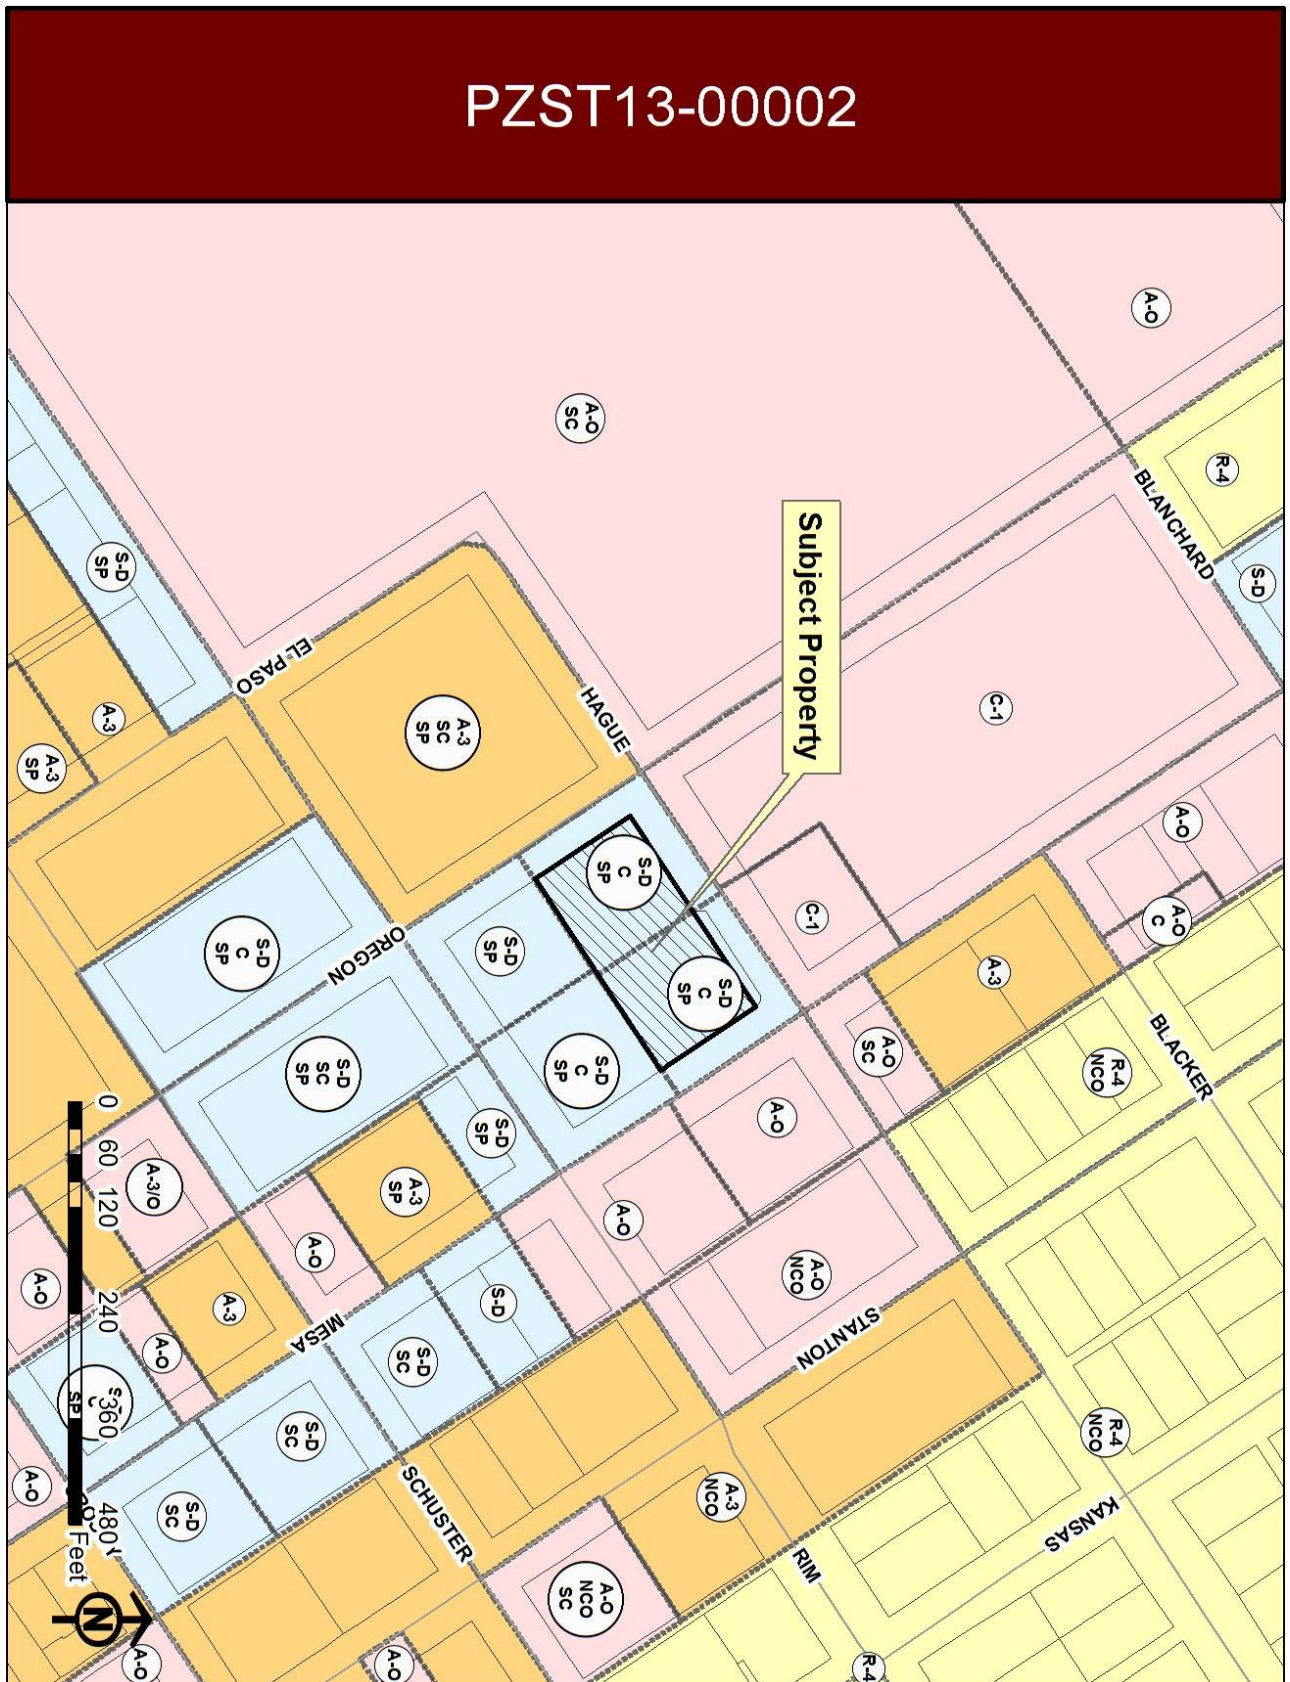 PZST13-00002
A-O
A-O
SC
R-4
BLANCHARD
S-D
Subject Property
S-D
SP
EL PASO
HAGUE
C-1
A-3
A-3
SC
SP
A-3
SP
A-O
S-D
C
SP
C-1
A-O
C
S-D
C
SP
OREGON
S-D
SP
S-D
C
SP
A-3
S-D
SC
SP
S-D
C
SP
A-O
SC
R-4
NCO
BLACKER
S-D
SP
A-O
A-3/O
A-3
SP
A-O
A-O
A-O
A-3
S-D
A-O
NCO
MESA
STANTON
A-O
S-D
SC
SP
S-D
SC
R-4
NCO
A-O
S-D
SC
SCHUSTER
A-3
NCO
KANSAS
RIM
A-O
NCO
SC
A-O
A-O
R-4
0
60
120
240
360
480
Feet
N